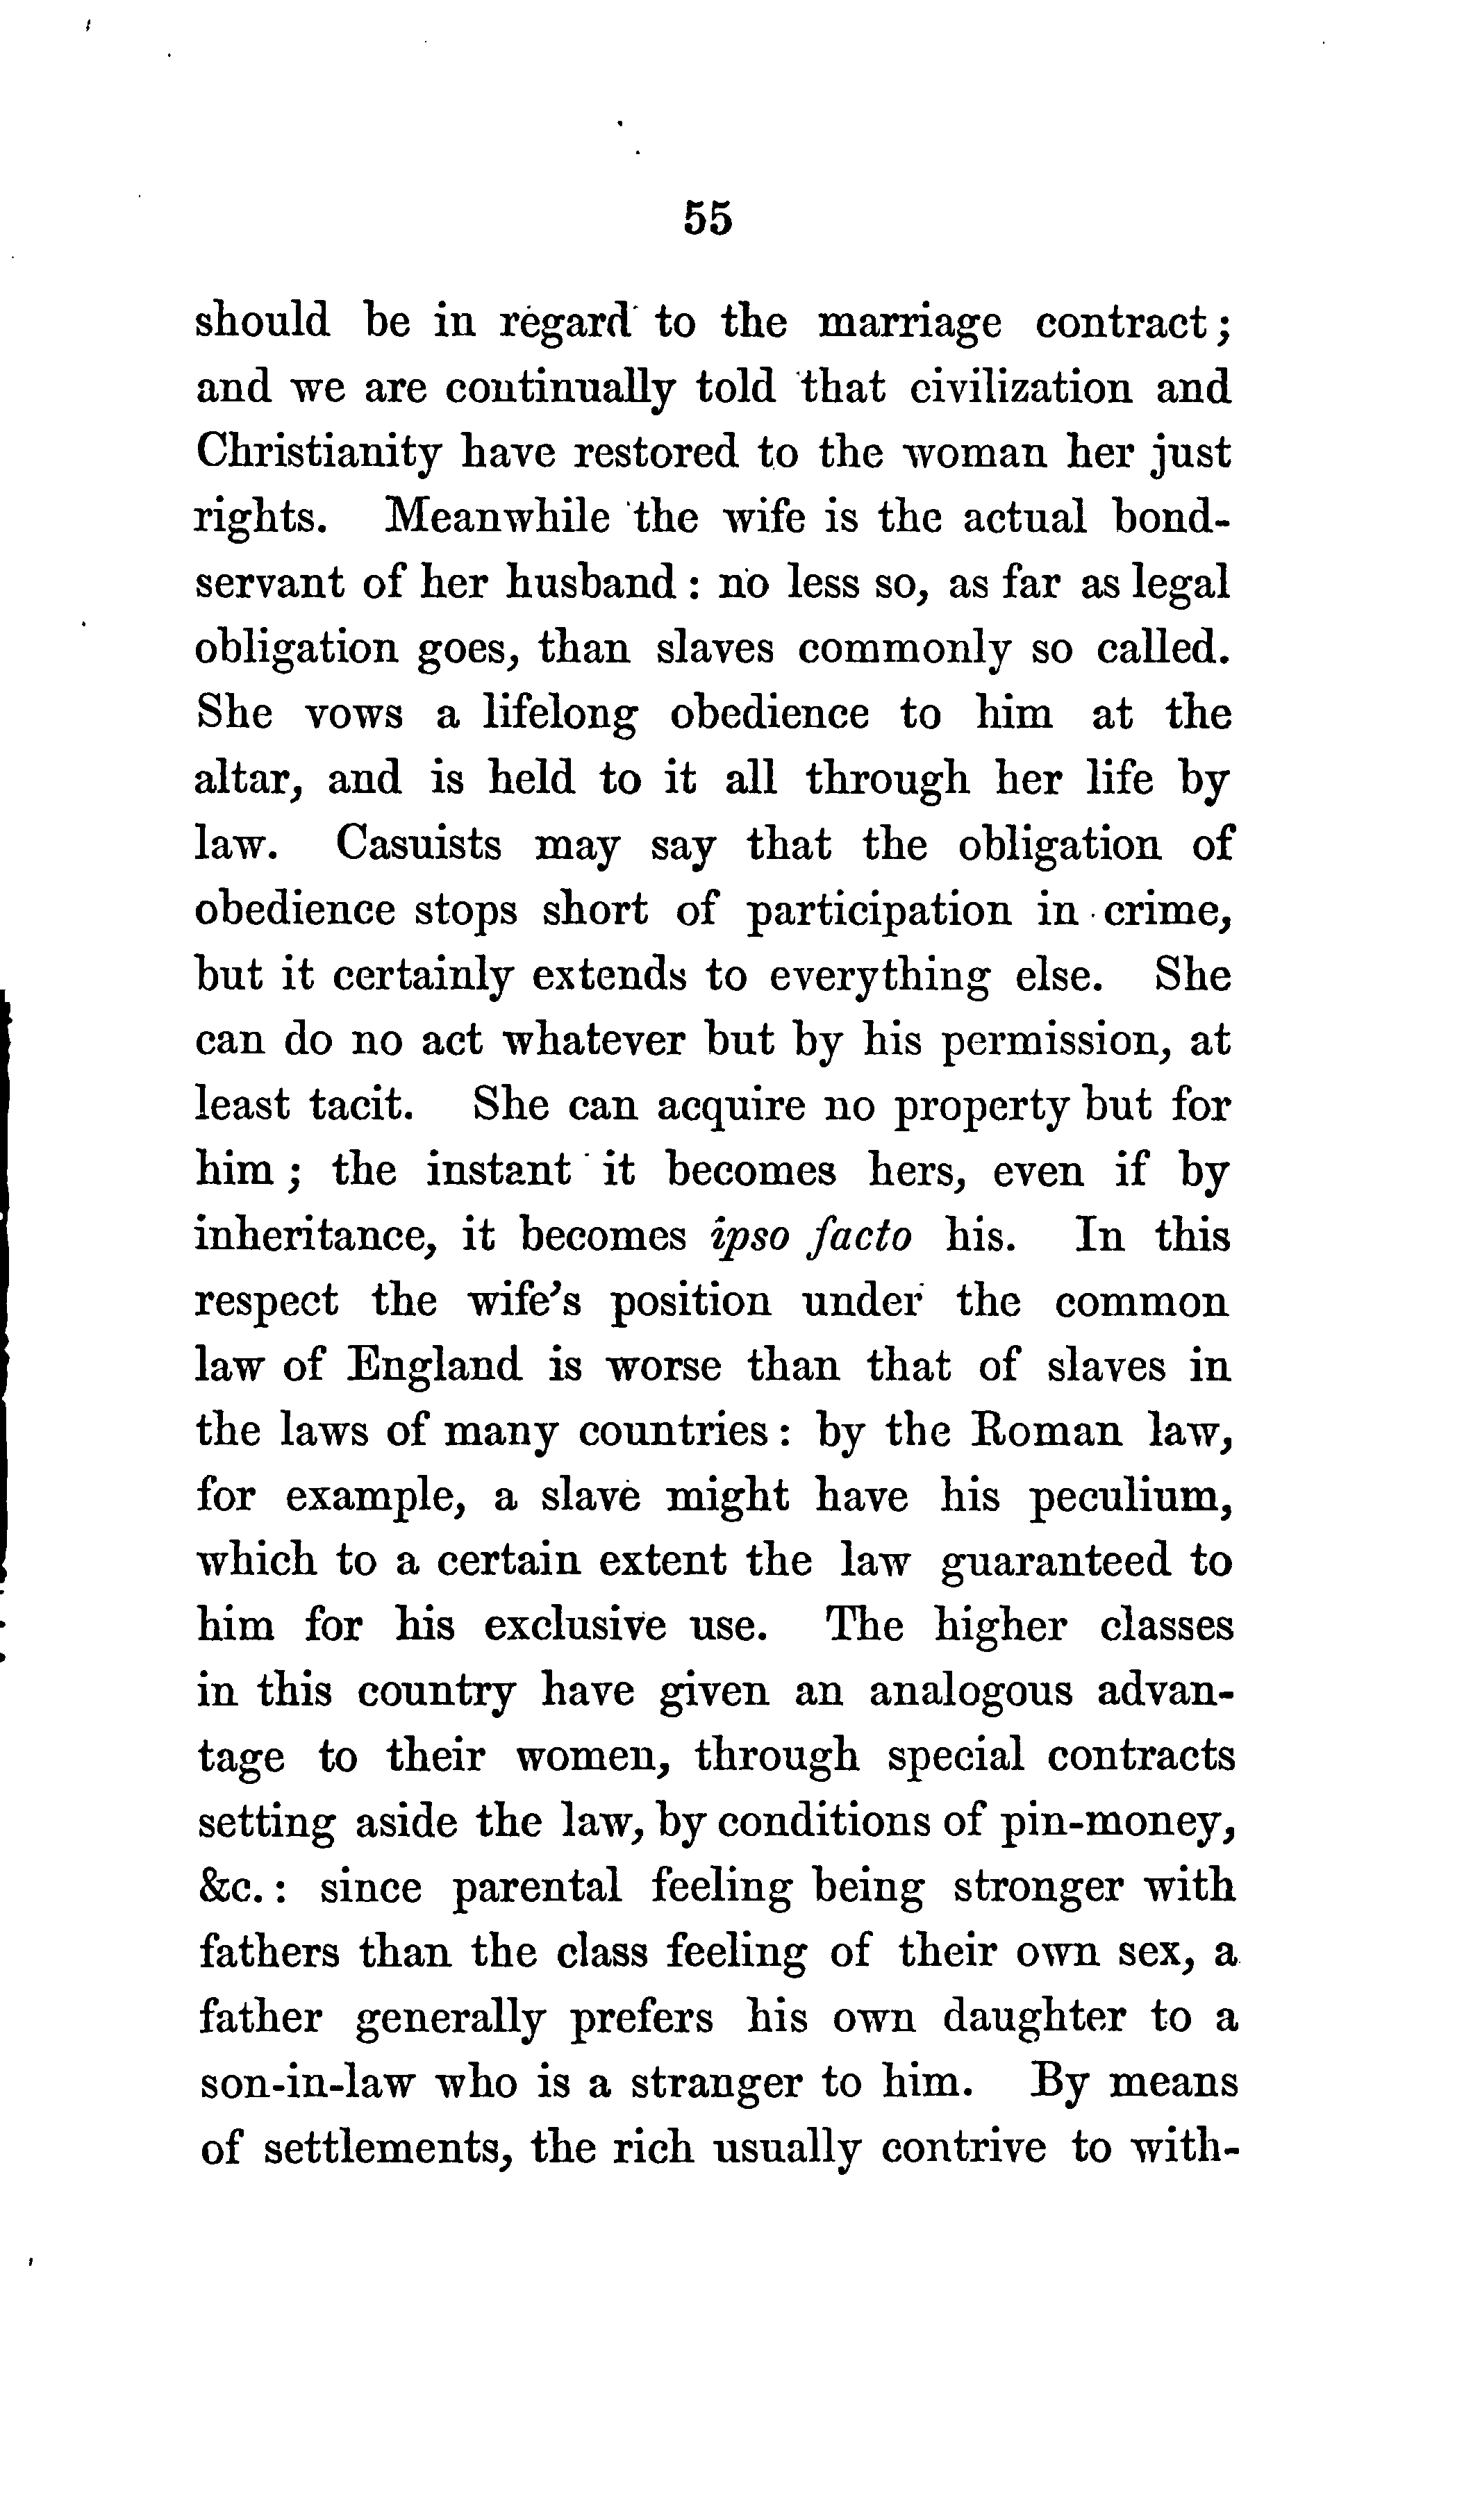 55
should be in regard to the marriage contract;
and we are continually told that civilization and
Christianity have restored to the woman her just
rights. Meanwhile the wife is the actual bond-
servant of her husband : no less so, as far as legal
obligation goes, than slaves commonly so called.
She vows a lifelong obedience to him at the
altar, and is held to it all through her life by
law. Casuists may say that the obligation of
obedience stops short of participation in crime,
but it certainly extends to everything else. She
can do no act whatever but by his permission, at
least tacit. She can acquire no property but for
him ; the instant it becomes hers, even if by
inheritance, it becomes ipso facto his. In this
respect the wife's position under the common
law of England is worse than that of slaves in
the laws of many countries : by the Roman law,
for example, a slave might have his peculium,
which to a certain extent the law guaranteed to
him for his exclusive use. The higher classes
in this country have given an analogous advan-
tage to their women, through special contracts
setting aside the law, by conditions of pin-money,
&c. : since parental feeling being stronger with
fathers than the class feeling of their own sex, a
father generally prefers his own daughter to a
son-in-law who is a stranger to him. By means
of settlements, the rich usually contrive to with-